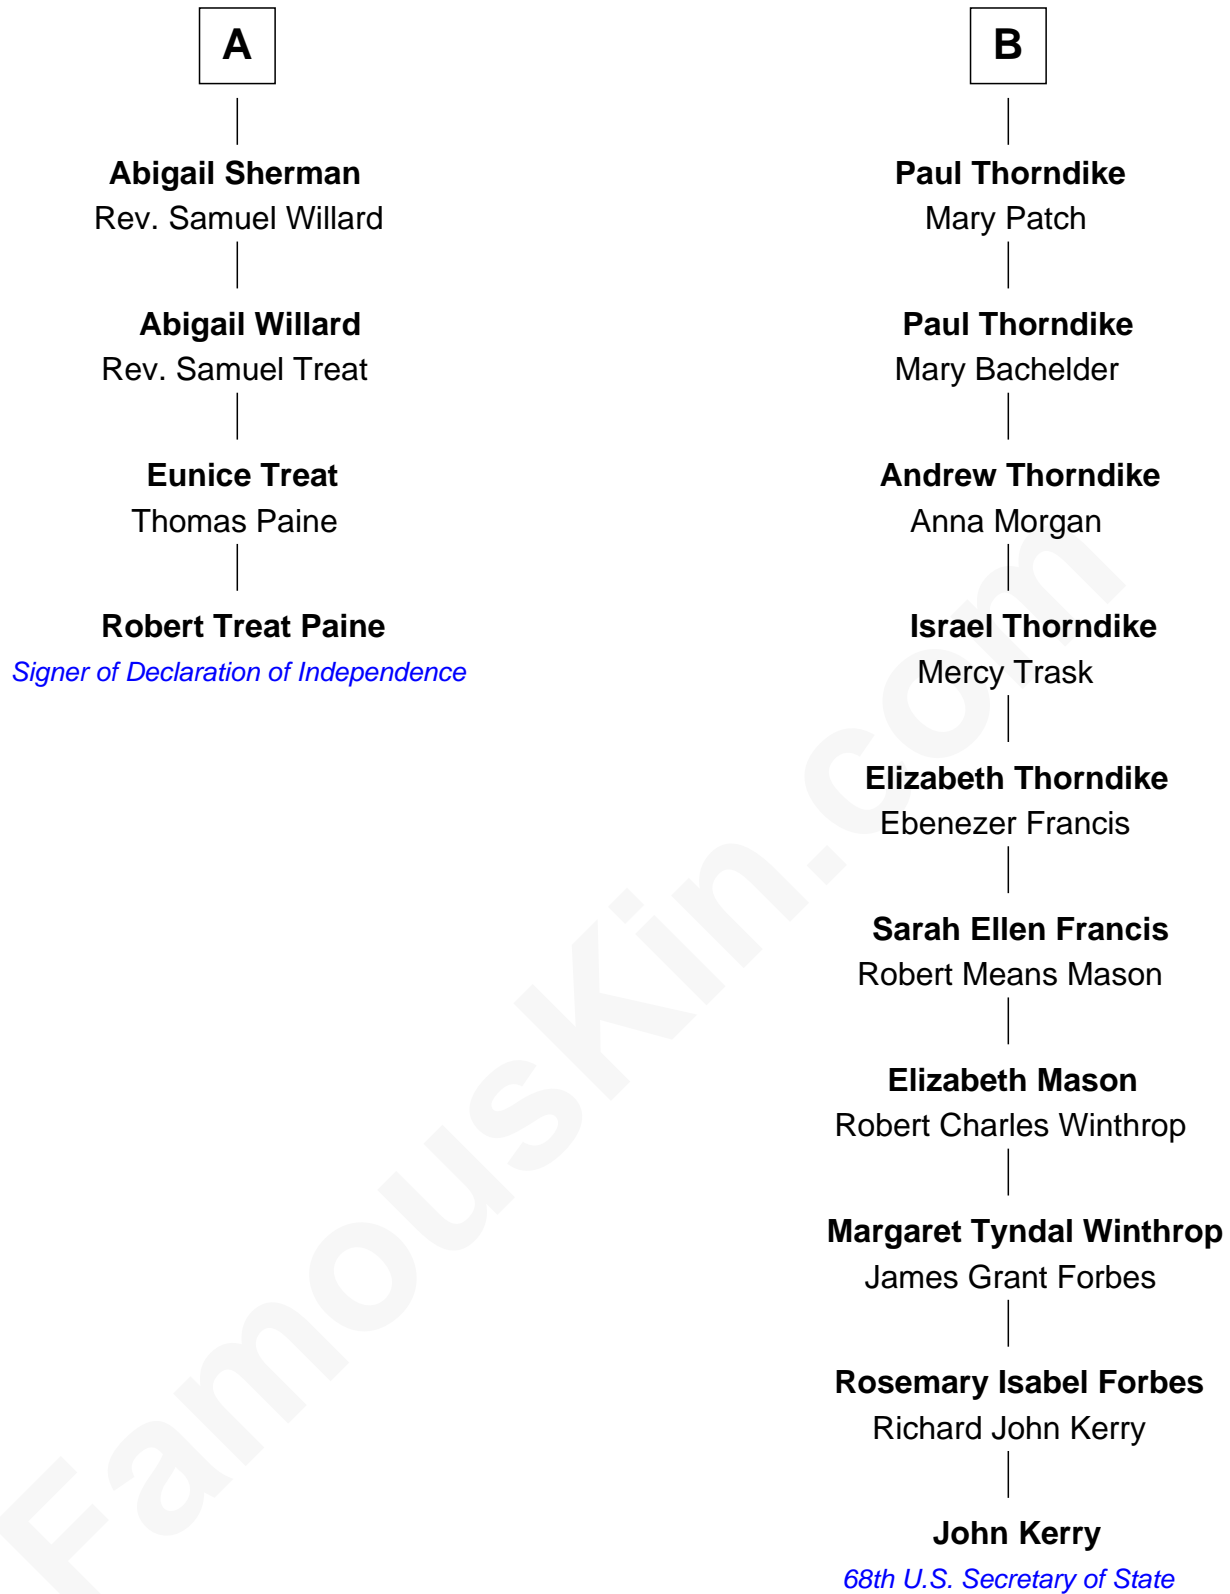 A
Abigail Sherman
Rev. Samuel Willard
Abigail Willard
Rev. Samuel Treat
Eunice Treat
Thomas Paine
Robert Treat Paine
Signer of Declaration of Independence
B
Paul Thorndike
Mary Patch
Paul Thorndike
Mary Bachelder
Andrew Thorndike
Anna Morgan
Israel Thorndike
Mercy Trask
Elizabeth Thorndike
Ebenezer Francis
Sarah Ellen Francis
Robert Means Mason
Elizabeth Mason
Robert Charles Winthrop
Margaret Tyndal Winthrop
James Grant Forbes
Rosemary Isabel Forbes
Richard John Kerry
John Kerry
68th U.S. Secretary of State
FamousKin.com